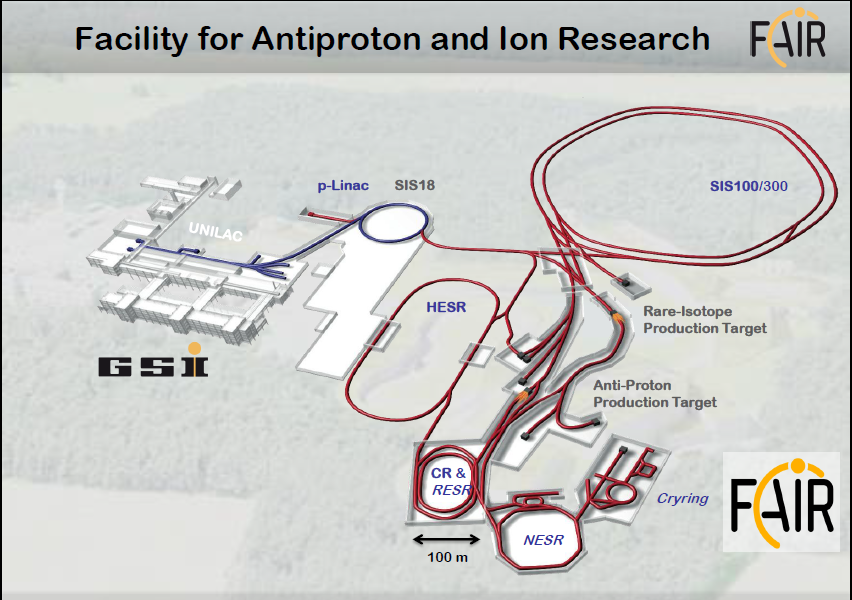 Facility for Antiproton and Ion Research
FAIR
p-Linac
SIS18
SIS100/300
UNILAC
HESR
Rare-Isotope
Production Target
GSI
Anti-Proton
Production Target
CR &
RESR
Cryring
FAIR
NESR
100 m